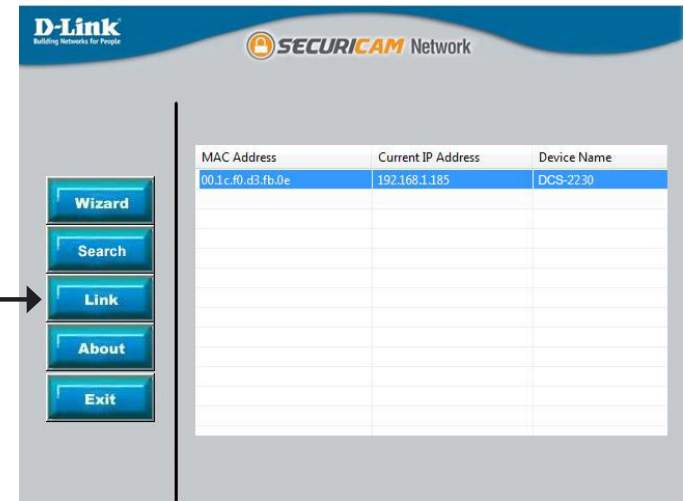 D-Link
Building Networks for People
SECURICAM Network
MAC Address Current IP Address Device Name
00.1c.f0.d3.fb.0e 192.168.1.185 DCS-2230
Wizard
Search
Link
About
Exit